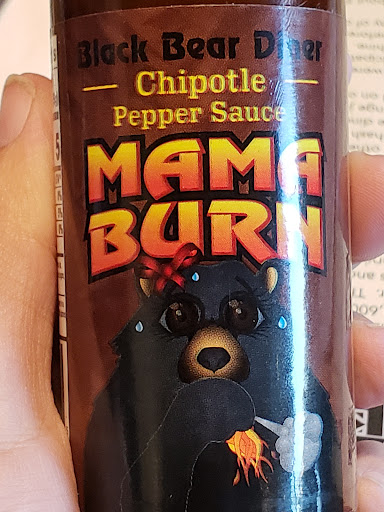 Black Bear Diner
Chipotle
Pepper Sauce
MAMA
BURN